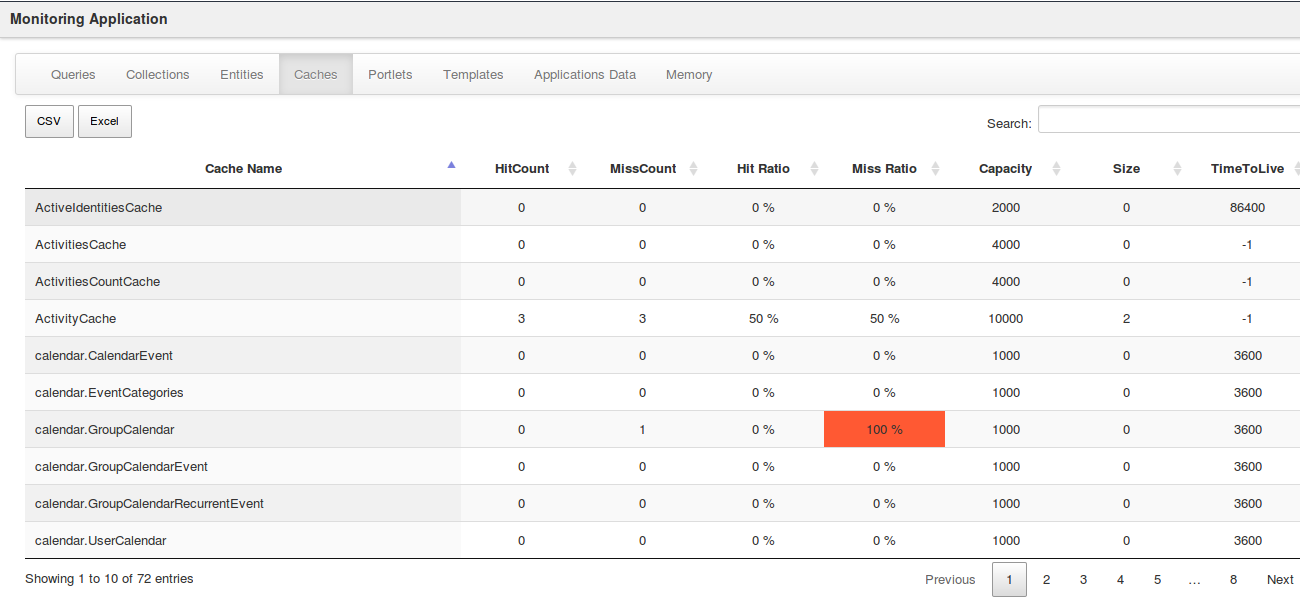 Monitoring Application
Queries Collections Entities Caches Portlets Templates Applications Data Memory
CSV Excel Search:
Cache Name HitCount MissCount Hit Ratio Miss Ratio Capacity Size TimeToLive
ActiveIdentitiesCache 0 0 0 % 0 % 2000 0 86400
ActivitiesCache 0 0 0 % 0 % 4000 0 -1
ActivitiesCountCache 0 0 0 % 0 % 4000 0 -1
ActivityCache 3 3 50 % 50 % 10000 2 -1
calendar.CalendarEvent 0 0 0 % 0 % 1000 0 3600
calendar.EventCategories 0 0 0 % 0 % 1000 0 3600
calendar.GroupCalendar 0 1 0 % 100 % 1000 0 3600
calendar.GroupCalendarEvent 0 0 0 % 0 % 1000 0 3600
calendar.GroupCalendarRecurrentEvent 0 0 0 % 0 % 1000 0 3600
calendar.UserCalendar 0 0 0 % 0 % 1000 0 3600
Showing 1 to 10 of 72 entries Previous 1 2 3 4 5 … 8 Next